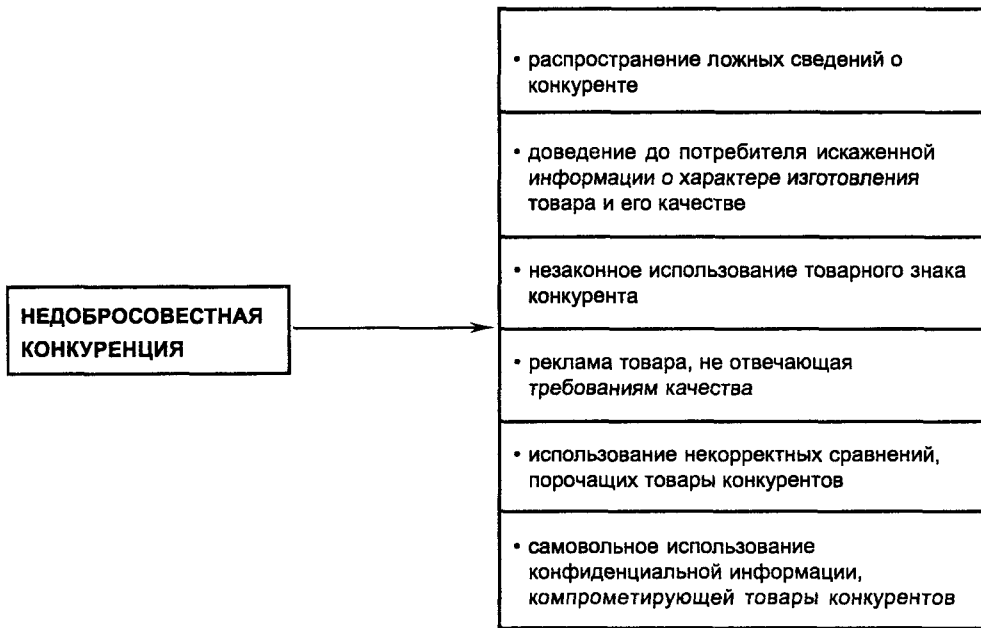 НЕДОБРОСОВЕСТНАЯ
КОНКУРЕНЦИЯ
• распространение ложных сведений о
конкуренте
• доведение до потребителя искаженной
информации о характере изготовления
товара и его качестве
• незаконное использование товарного знака
конкурента
• реклама товара, не отвечающая
требованиям качества
• использование некорректных сравнений,
порочащих товары конкурентов
• самовольное использование
конфиденциальной информации,
компрометирующей товары конкурентов